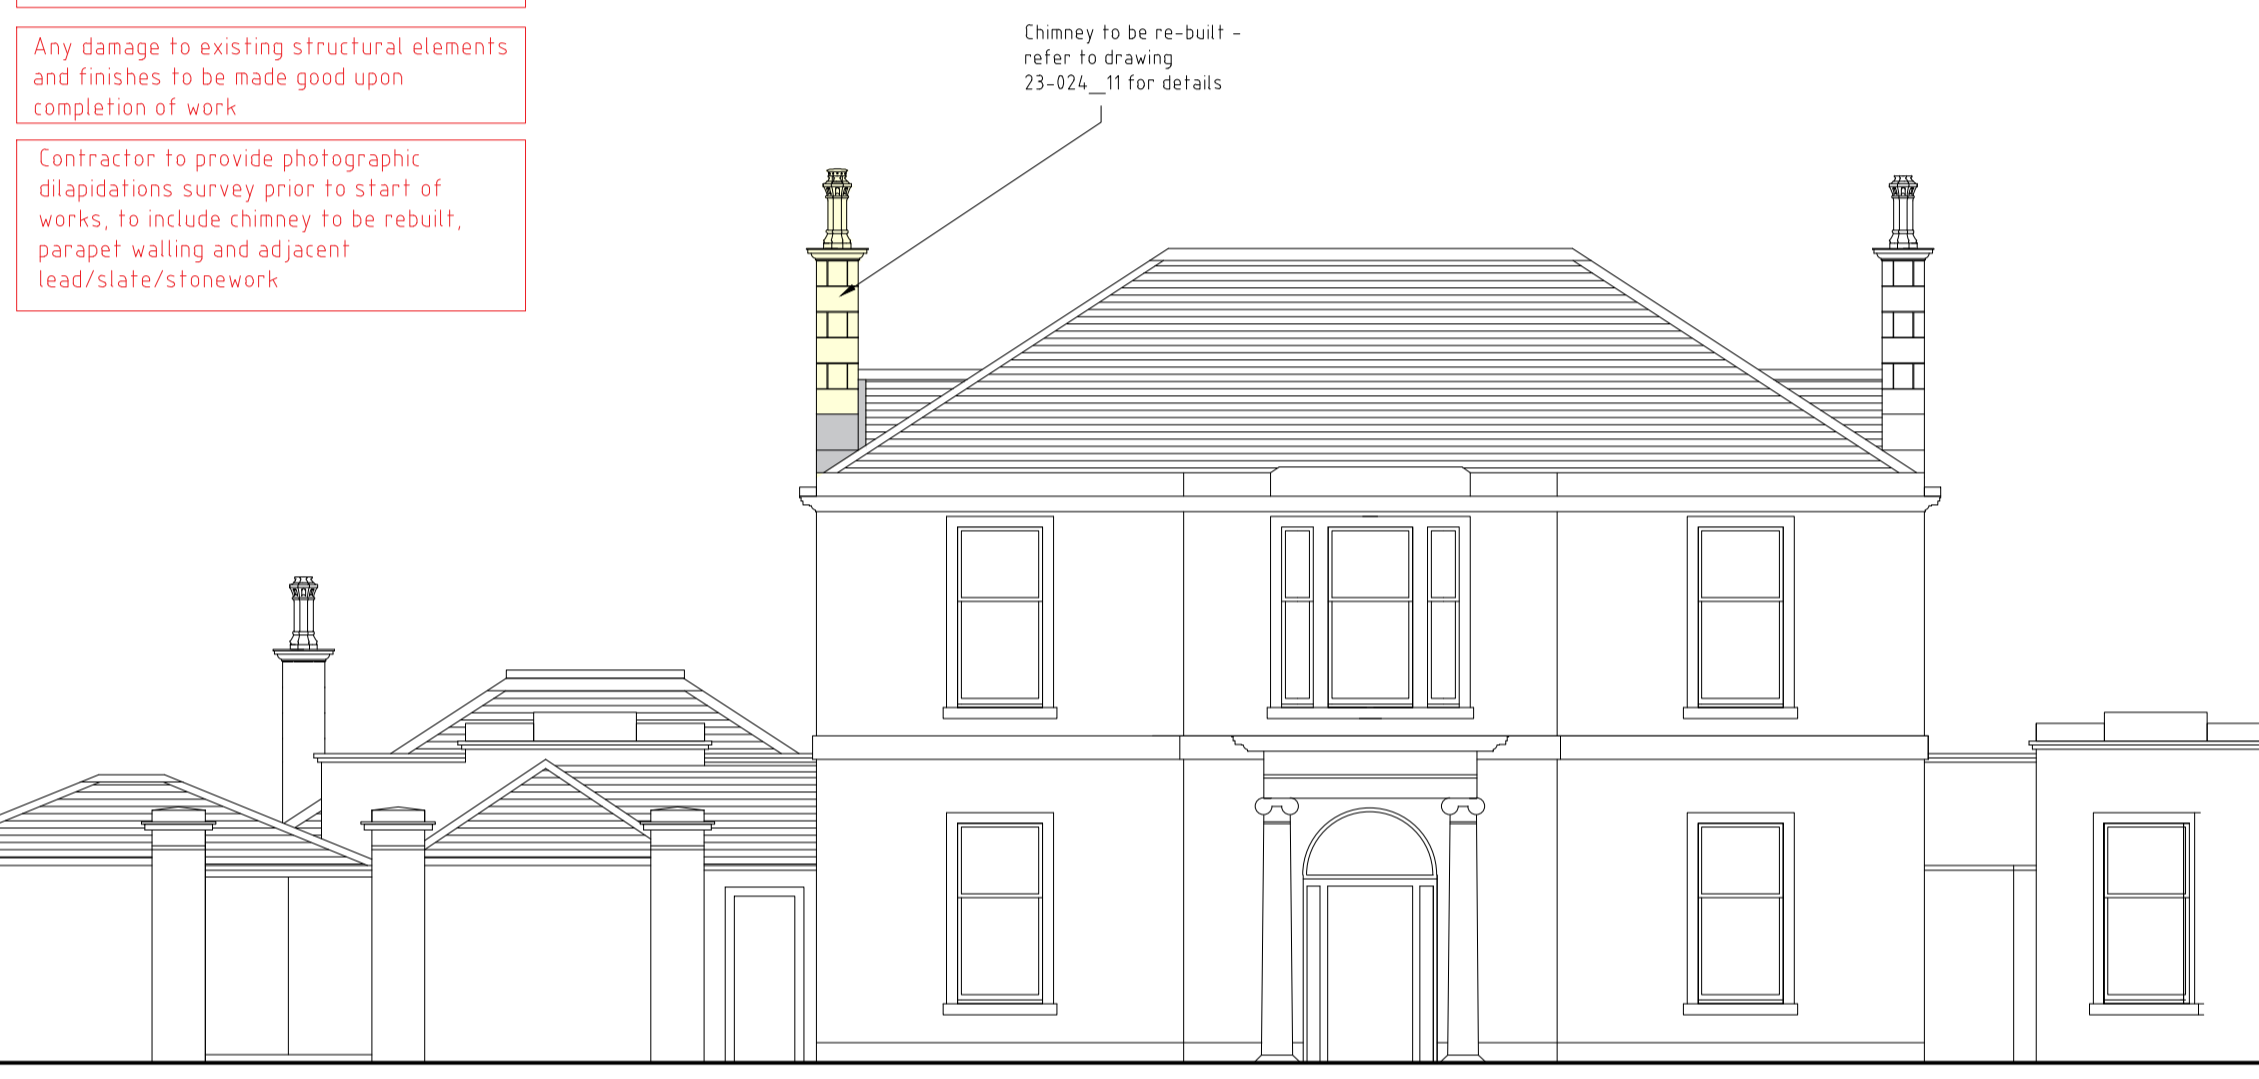 Any damage to existing structural elements
and finishes to be made good upon
completion of work
Contractor to provide photographic
dilapidations survey prior to start of
works, to include chimney to be rebuilt,
parapet walling and adjacent
lead/slate/stonework
Chimney to be re-built -
refer to drawing
23-024_11 for details